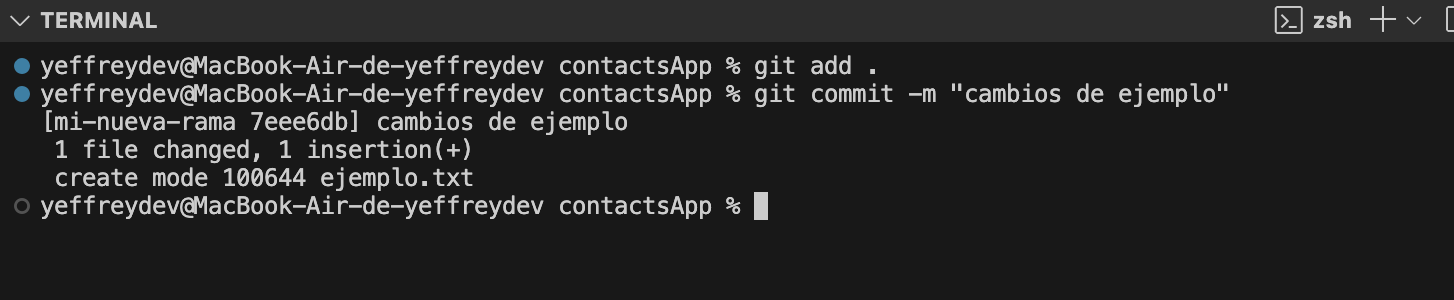 TERMINAL
zsh
yeffreydev@MacBook-Air-de-yeffreydev contactsApp % git add .
yeffreydev@MacBook-Air-de-yeffreydev contactsApp % git commit -m "cambios de ejemplo"
[mi-nueva-rama 7eee6db] cambios de ejemplo
1 file changed, 1 insertion(+)
create mode 100644 ejemplo.txt
yeffreydev@MacBook-Air-de-yeffreydev contactsApp %